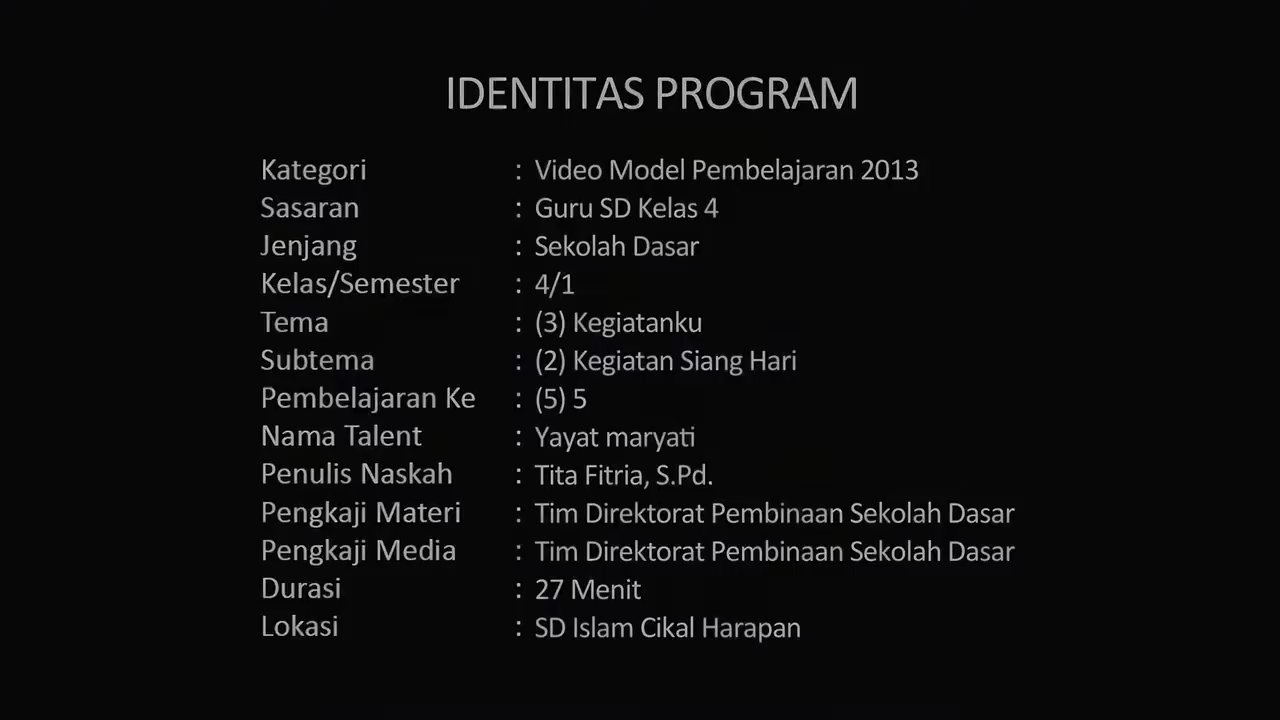 IDENTITAS PROGRAM
Kategori : Video Model Pembelajaran 2013
Sasaran : Guru SD Kelas 4
Jenjang : Sekolah Dasar
Kelas/Semester : 4/1
Tema : (3) Kegiatanku
Subtema : (2) Kegiatan Siang Hari
Pembelajaran Ke : (5) 5
Nama Talent : Yayat maryati
Penulis Naskah : Tita Fitria, S.Pd.
Pengkaji Materi : Tim Direktorat Pembinaan Sekolah Dasar
Pengkaji Media : Tim Direktorat Pembinaan Sekolah Dasar
Durasi : 27 Menit
Lokasi : SD Islam Cikal Harapan